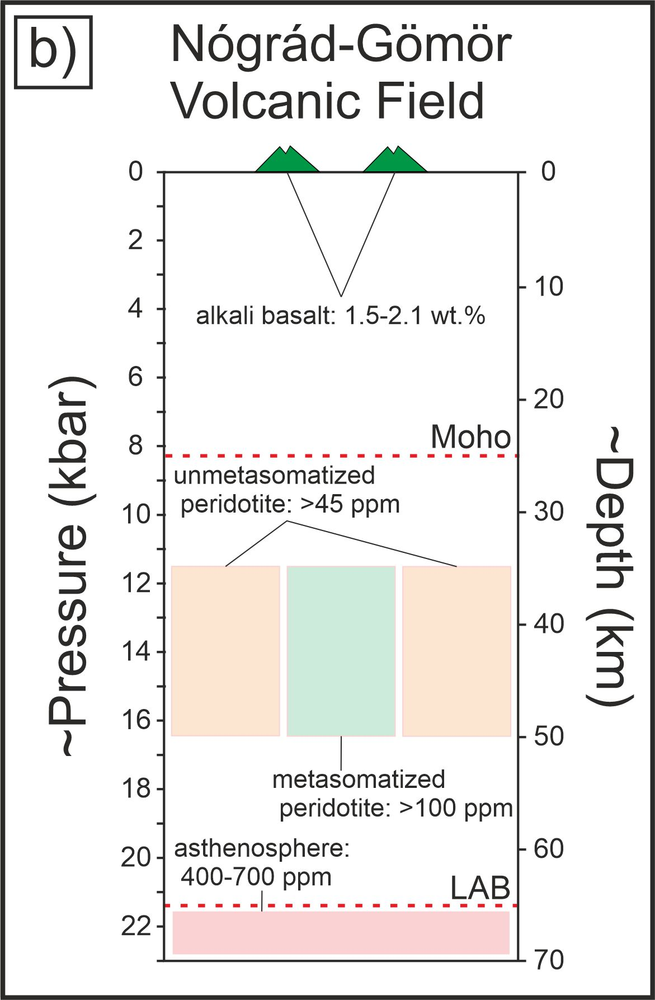 b)
Nógrád-Gömör
Volcanic Field
0
2
4
6
8
10
12
14
16
18
20
22
~Pressure (kbar)
alkali basalt: 1.5-2.1 wt.%
Moho
unmetasomatized
peridotite: >45 ppm
metasomatized
peridotite: >100 ppm
asthenosphere:
400-700 ppm
LAB
0
10
20
30
40
50
60
70
~Depth (km)